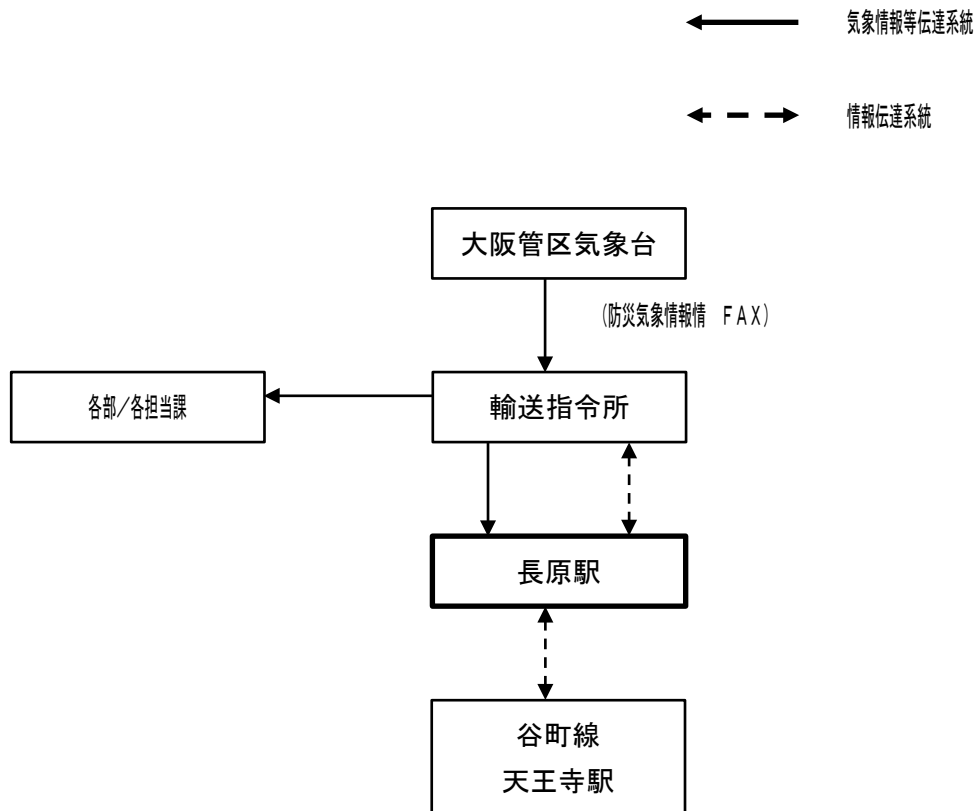 気象情報等伝達系統
情報伝達系統
大阪管区気象台
(防災気象情報情　ＦＡＸ)
各部／各担当課
輸送指令所
長原駅
谷町線
天王寺駅